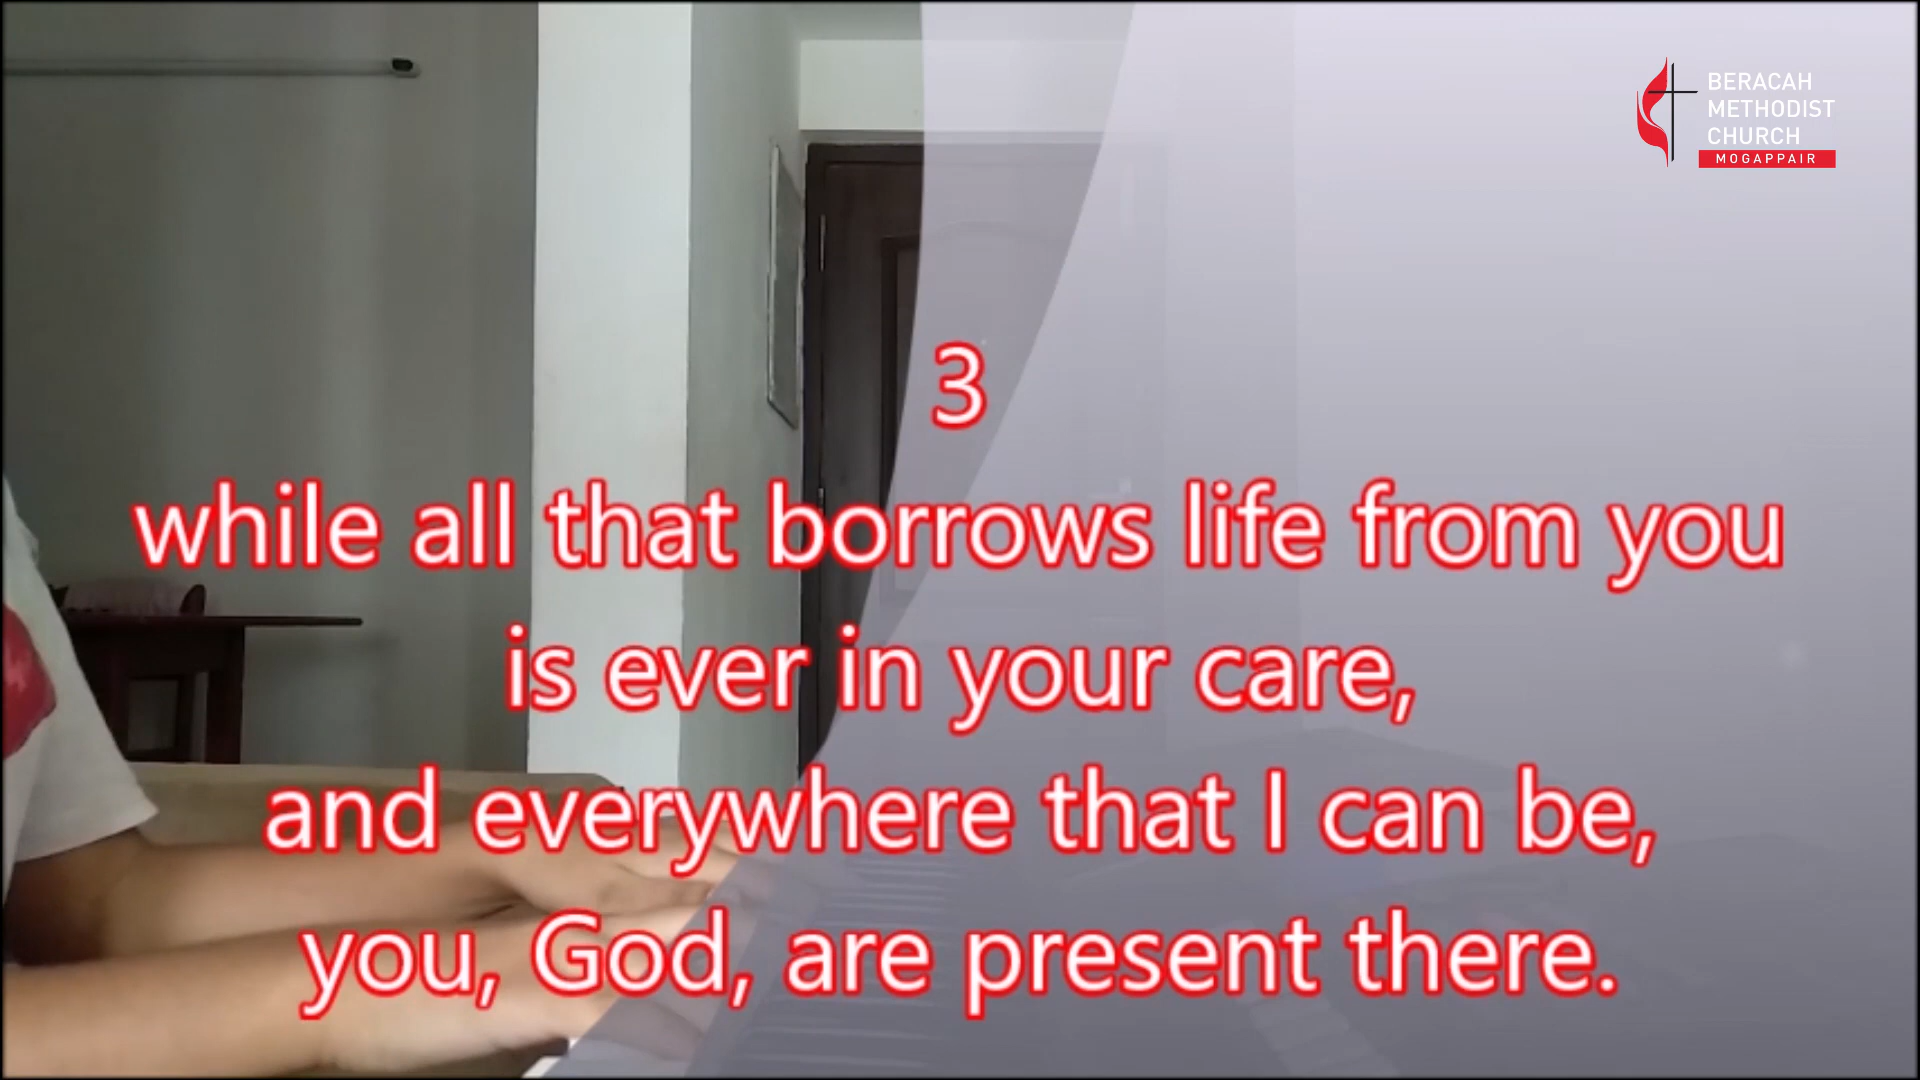 BERACAH
METHODIST
CHURCH
MOGAPPAIR
3
while all that borrows life from you
is ever in your care,
and everywhere that I can be,
you, God, are present there.